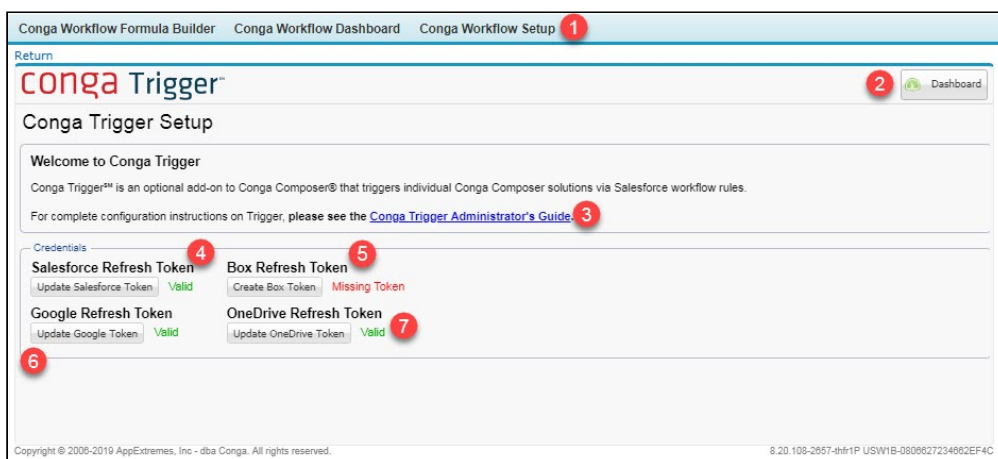 Conga Workflow Formula Builder Conga Workflow Dashboard Conga Workflow Setup 1
Return
conga Trigger℠
2 Dashboard
Conga Trigger Setup
Welcome to Conga Trigger
Conga Trigger℠ is an optional add-on to Conga Composer® that triggers individual Conga Composer solutions via Salesforce workflow rules.
For complete configuration instructions on Trigger, please see the Conga Trigger Administrator's Guide. 3
Credentials
4 5
Salesforce Refresh Token Box Refresh Token
Update Salesforce Token Valid Create Box Token Missing Token
Google Refresh Token OneDrive Refresh Token
Update Google Token Valid Update OneDrive Token Valid 7
6
Copyright © 2006-2019 AppExtremes, Inc - dba Conga. All rights reserved. 8.20.108-2657-thfr1P USW1B-0806627234662EF4C